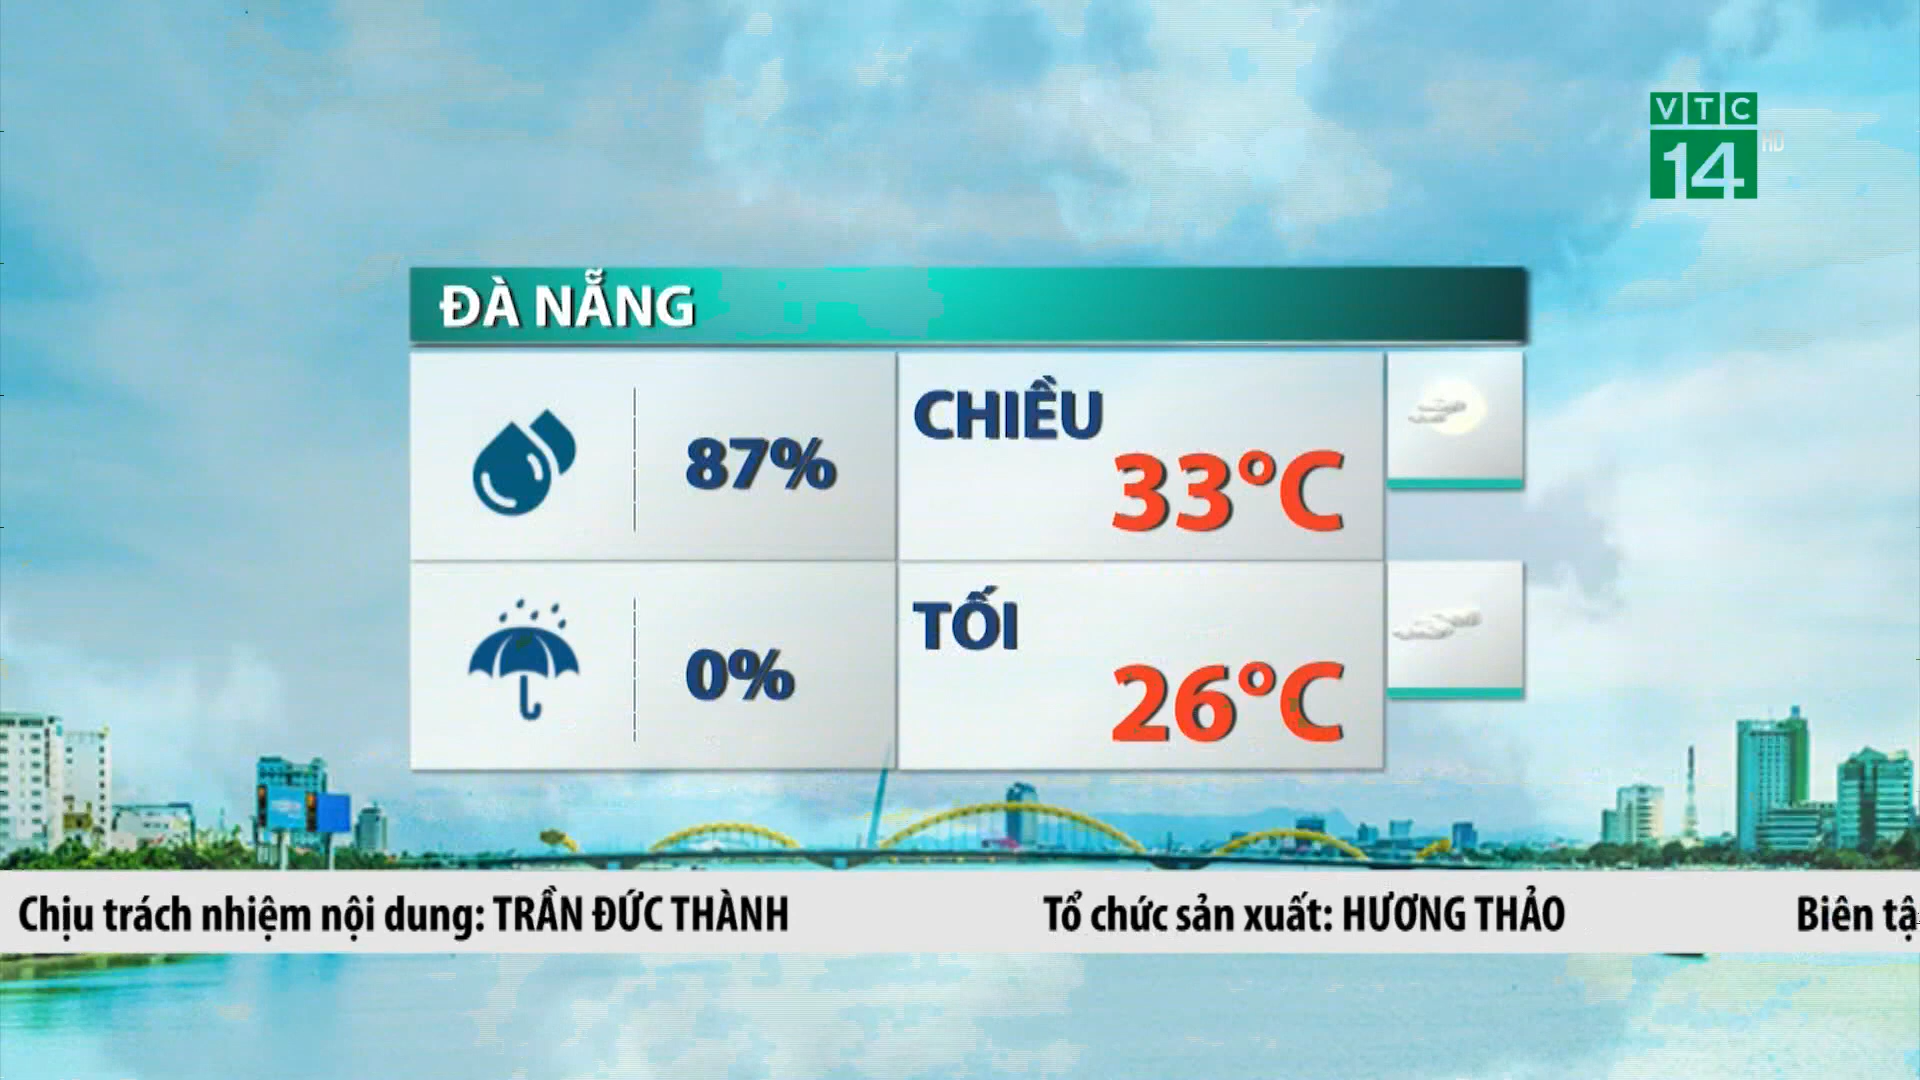 VTC
14 HD
ĐÀ NẴNG
87%
CHIỀU
33°C
0%
TỐI
26°C
Chịu trách nhiệm nội dung: TRẦN ĐỨC THÀNH Tổ chức sản xuất: HƯƠNG THẢO Biên tậ